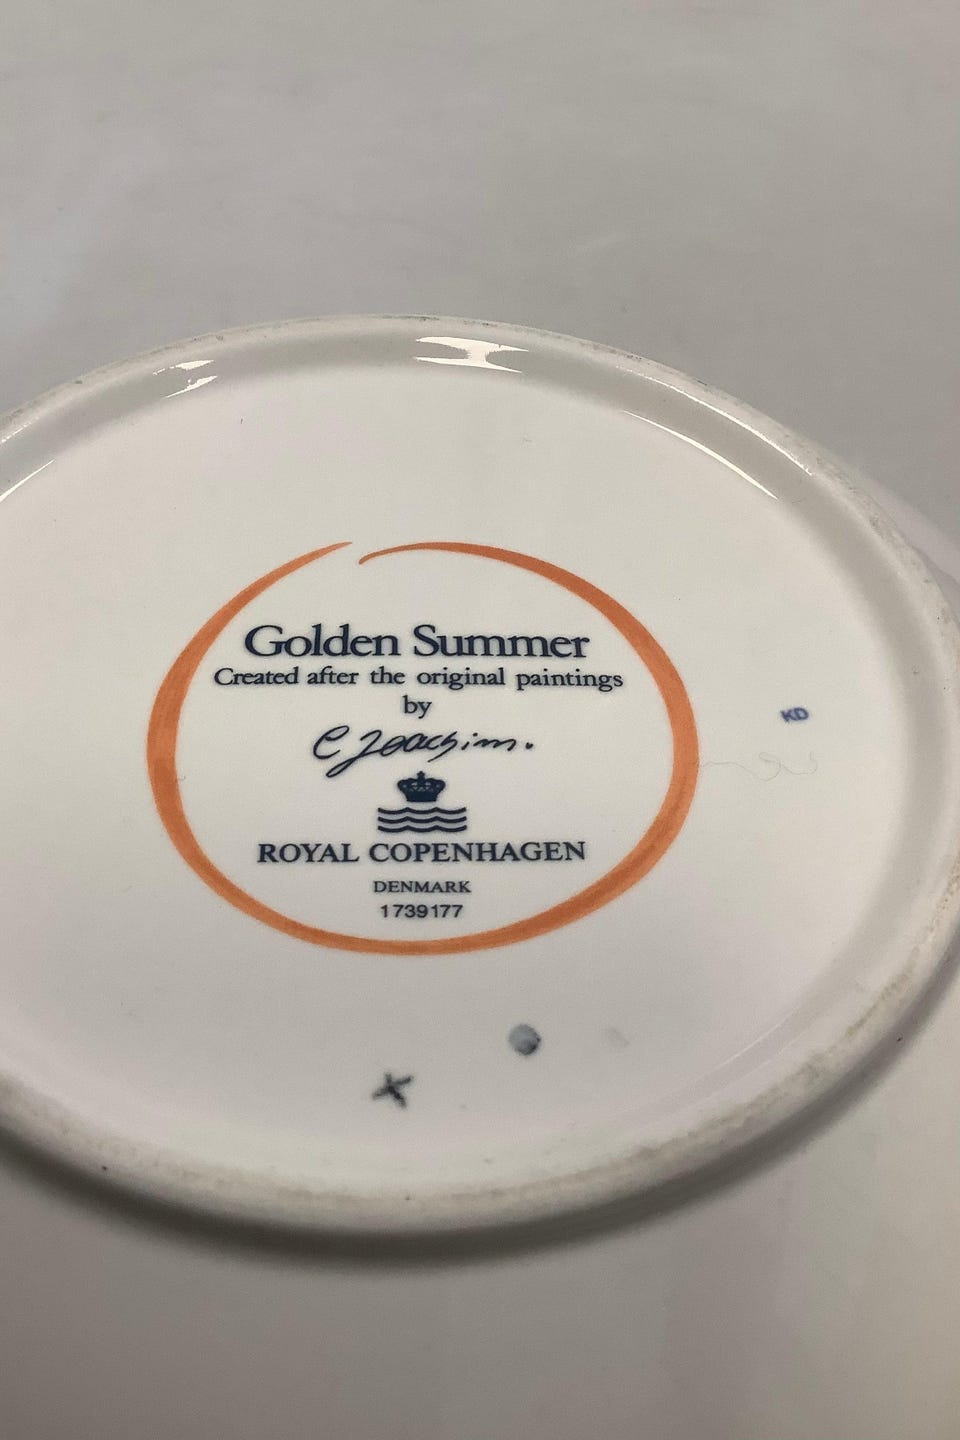 Golden Summer
Created after the original paintings
by
C Joachim.
ROYAL COPENHAGEN
DENMARK
1739177
KD